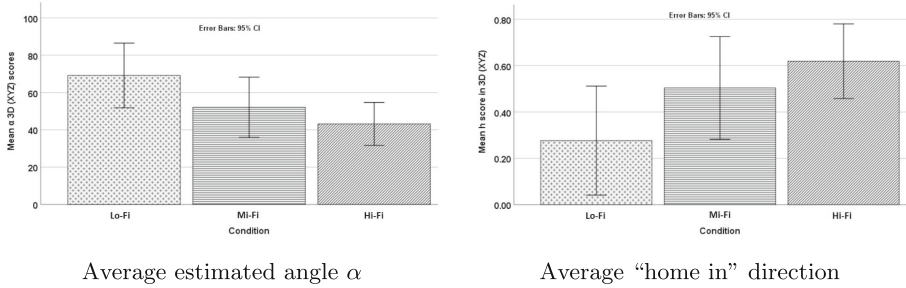 Error Bars: 95% CI
Mean α 3D (XYZ) scores
100
80
60
40
20
0
Lo-Fi Mi-Fi Hi-Fi
Condition
Average estimated angle α
Error Bars: 95% CI
Mean h score in 3D (XYZ)
0.80
0.60
0.40
0.20
0.00
Lo-Fi Mi-Fi Hi-Fi
Condition
Average “home in” direction